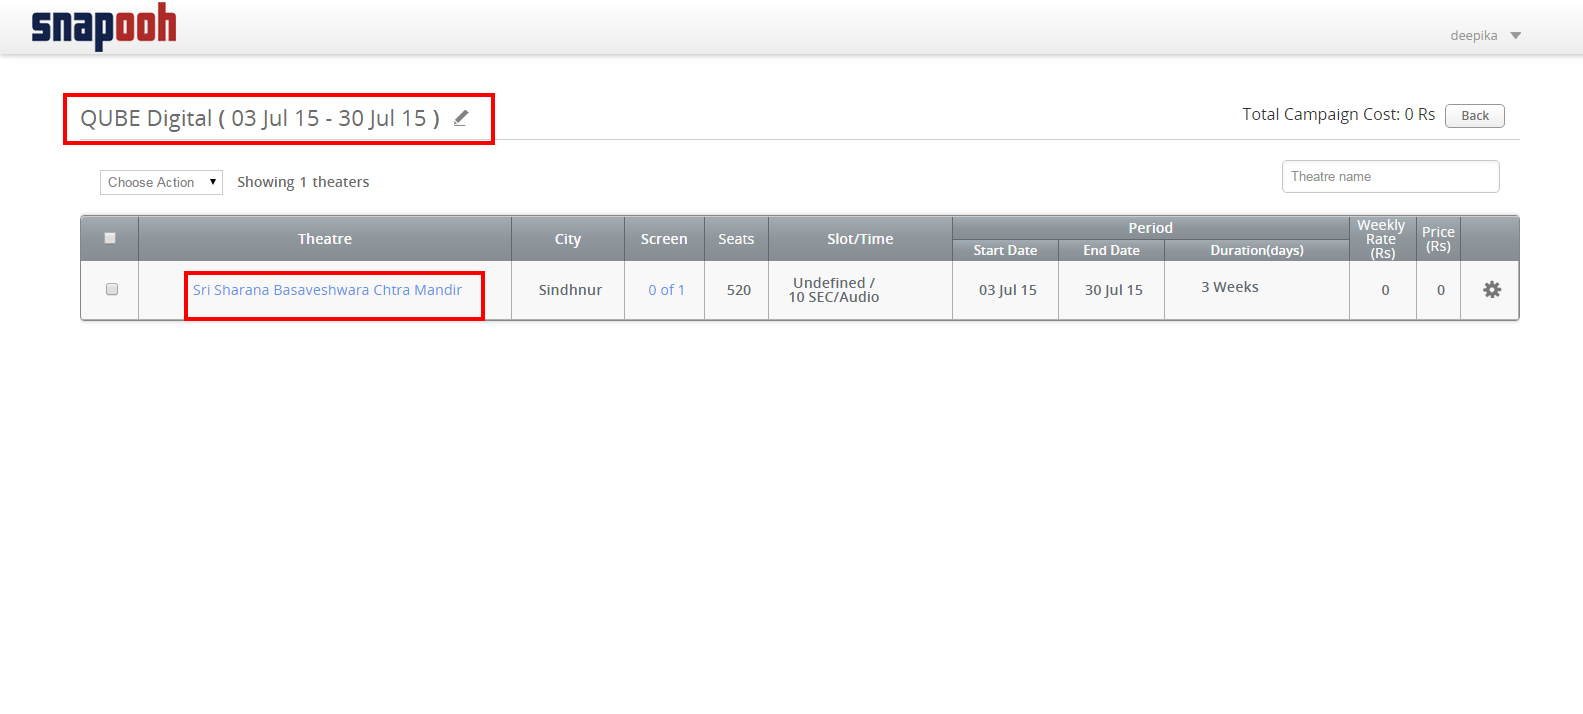 snapooh
deepika
QUBE Digital ( 03 Jul 15 - 30 Jul 15 )
Total Campaign Cost: 0 Rs
Back
Choose Action
Showing 1 theaters
Theatre name
Theatre
City
Screen
Seats
Slot/Time
Period
Start Date
End Date
Duration(days)
Weekly
Rate
(Rs)
Price
(Rs)
Sri Sharana Basaveshwara Chtra Mandir
Sindhnur
0 of 1
520
Undefined /
10 SEC/Audio
03 Jul 15
30 Jul 15
3 Weeks
0
0